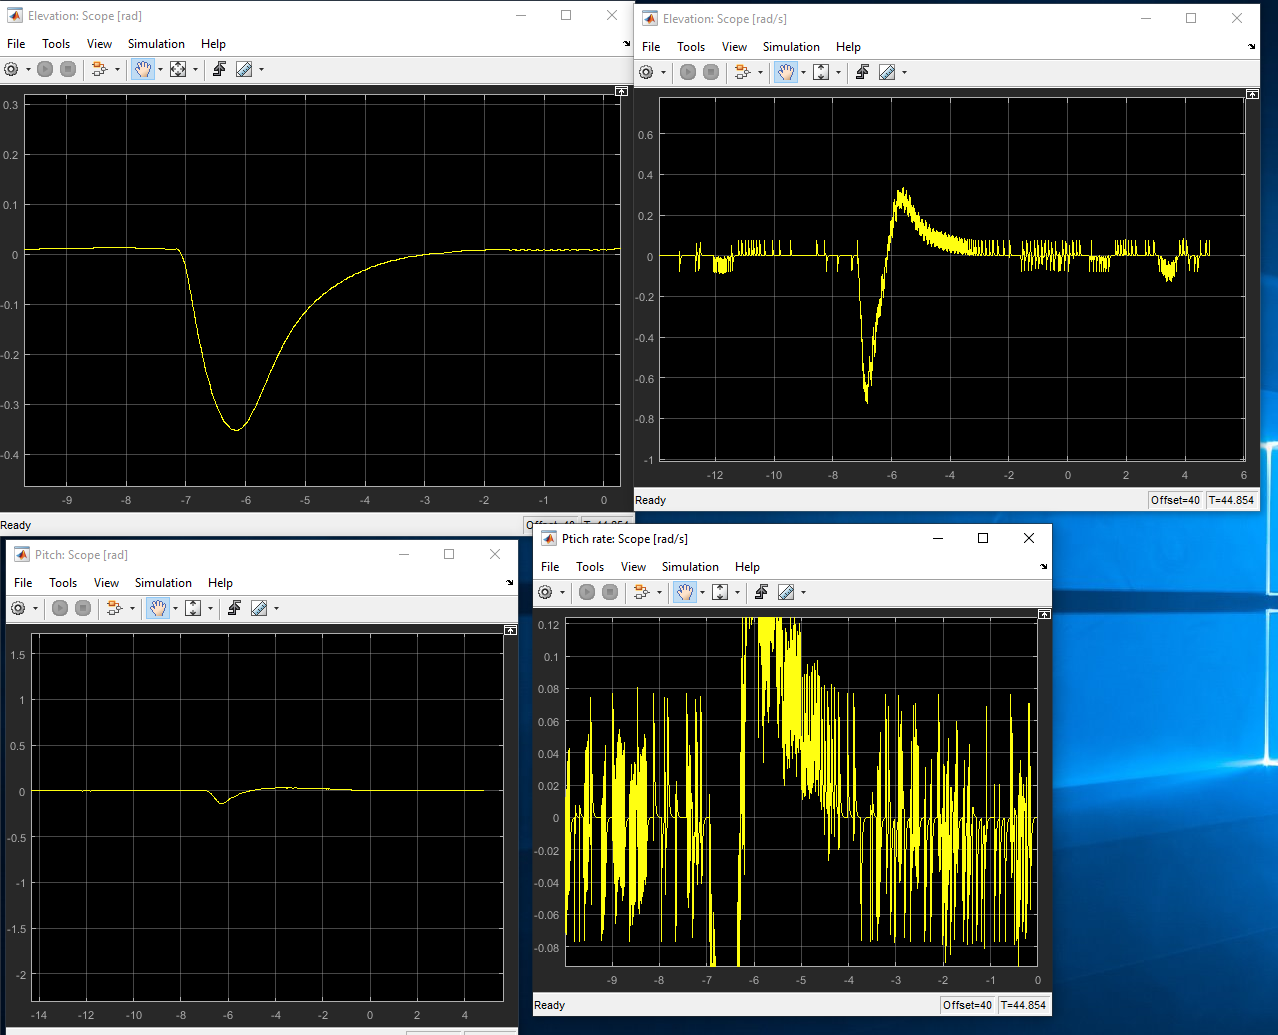 Elevation: Scope [rad]
File Tools View Simulation Help
0.3
0.2
0.1
0
-0.1
-0.2
-0.3
-0.4
-9 -8 -7 -6 -5 -4 -3 -2 -1 0
Ready
Offset=40 T=44.854
Elevation: Scope [rad/s]
File Tools View Simulation Help
0.6
0.4
0.2
0
-0.2
-0.4
-0.6
-0.8
-1
-12 -10 -8 -6 -4 -2 0 2 4 6
Ready
Offset=40 T=44.854
Pitch: Scope [rad]
File Tools View Simulation Help
1.5
1
0.5
0
-0.5
-1
-1.5
-2
-14 -12 -10 -8 -6 -4 -2 0 2 4
Ptich rate: Scope [rad/s]
File Tools View Simulation Help
0.12
0.1
0.08
0.06
0.04
0.02
0
-0.02
-0.04
-0.06
-0.08
-9 -8 -7 -6 -5 -4 -3 -2 -1 0
Ready
Offset=40 T=44.854